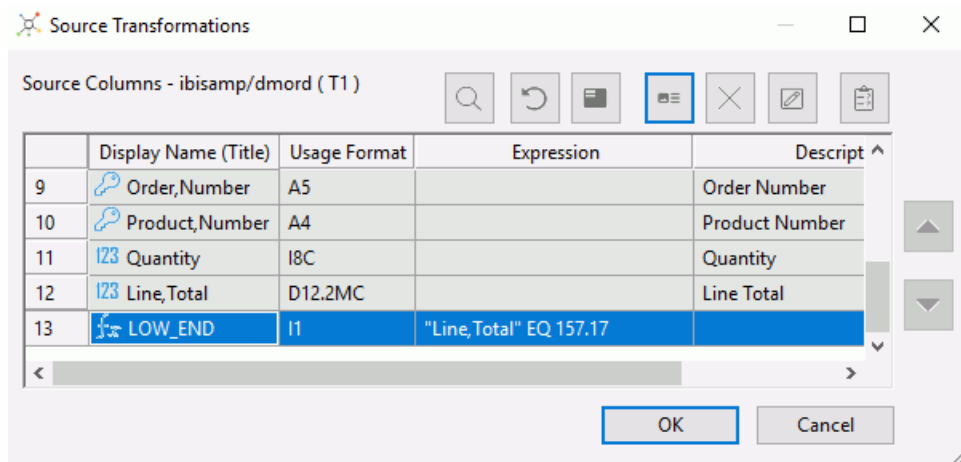 Source Transformations
Source Columns - ibisamp/dmord ( T1 )
Display Name (Title) Usage Format Expression Descript
9 Order,Number A5 Order Number
10 Product,Number A4 Product Number
11 123 Quantity I8C Quantity
12 123 Line,Total D12.2MC Line Total
13 LOW_END I1 "Line,Total" EQ 157.17
OK Cancel